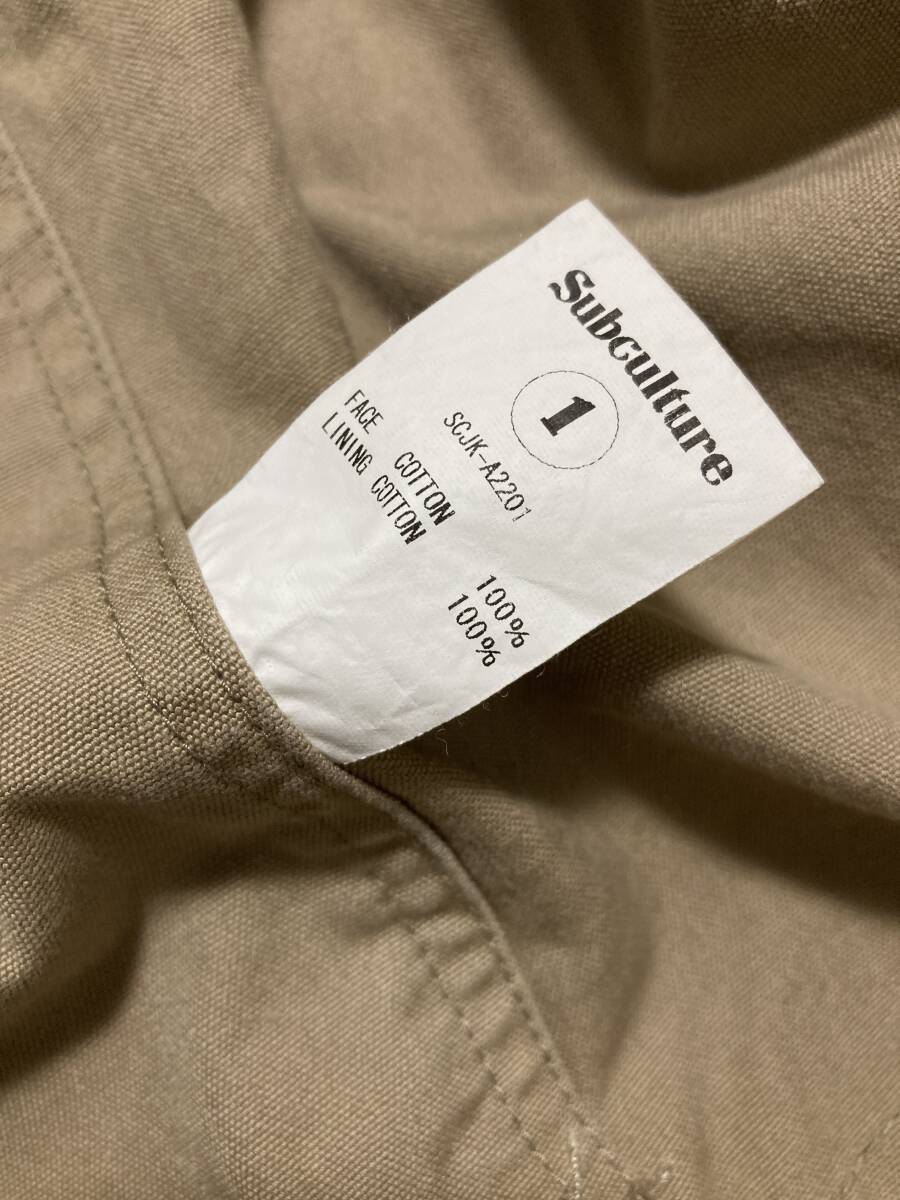 Subculture
1
SCJK-A2201
FACE COTTON 100%
LINING COTTON 100%